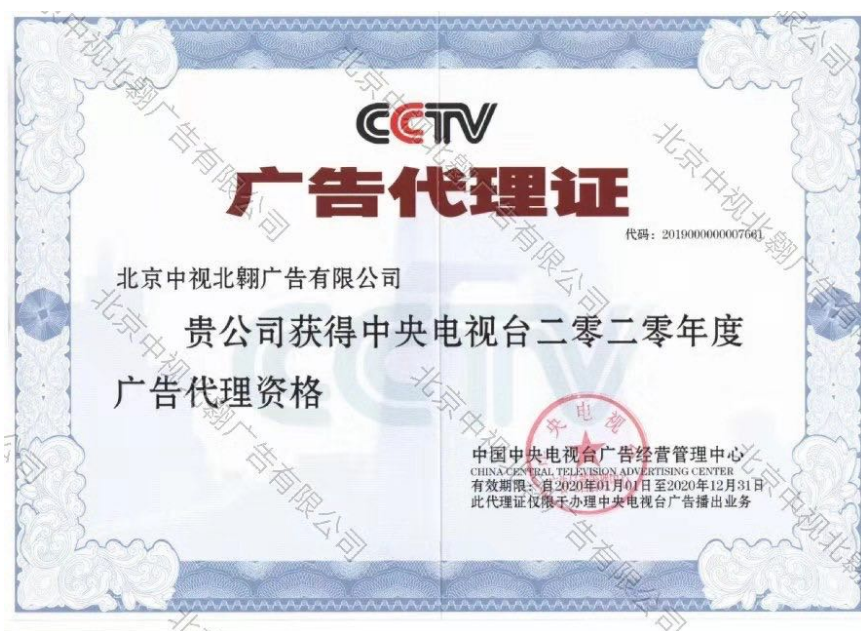 CCTV
广告代理证
代码：2019000000007661
北京中视北翱广告有限公司
贵公司获得中央电视台二零二零年度
广告代理资格
中国中央电视台广告经营管理中心
CHINA CENTRAL TELEVISION ADVERTISING CENTER
有效期限：自2020年01月01日至2020年12月31日
此代理证仅限于办理中央电视台广告播出业务